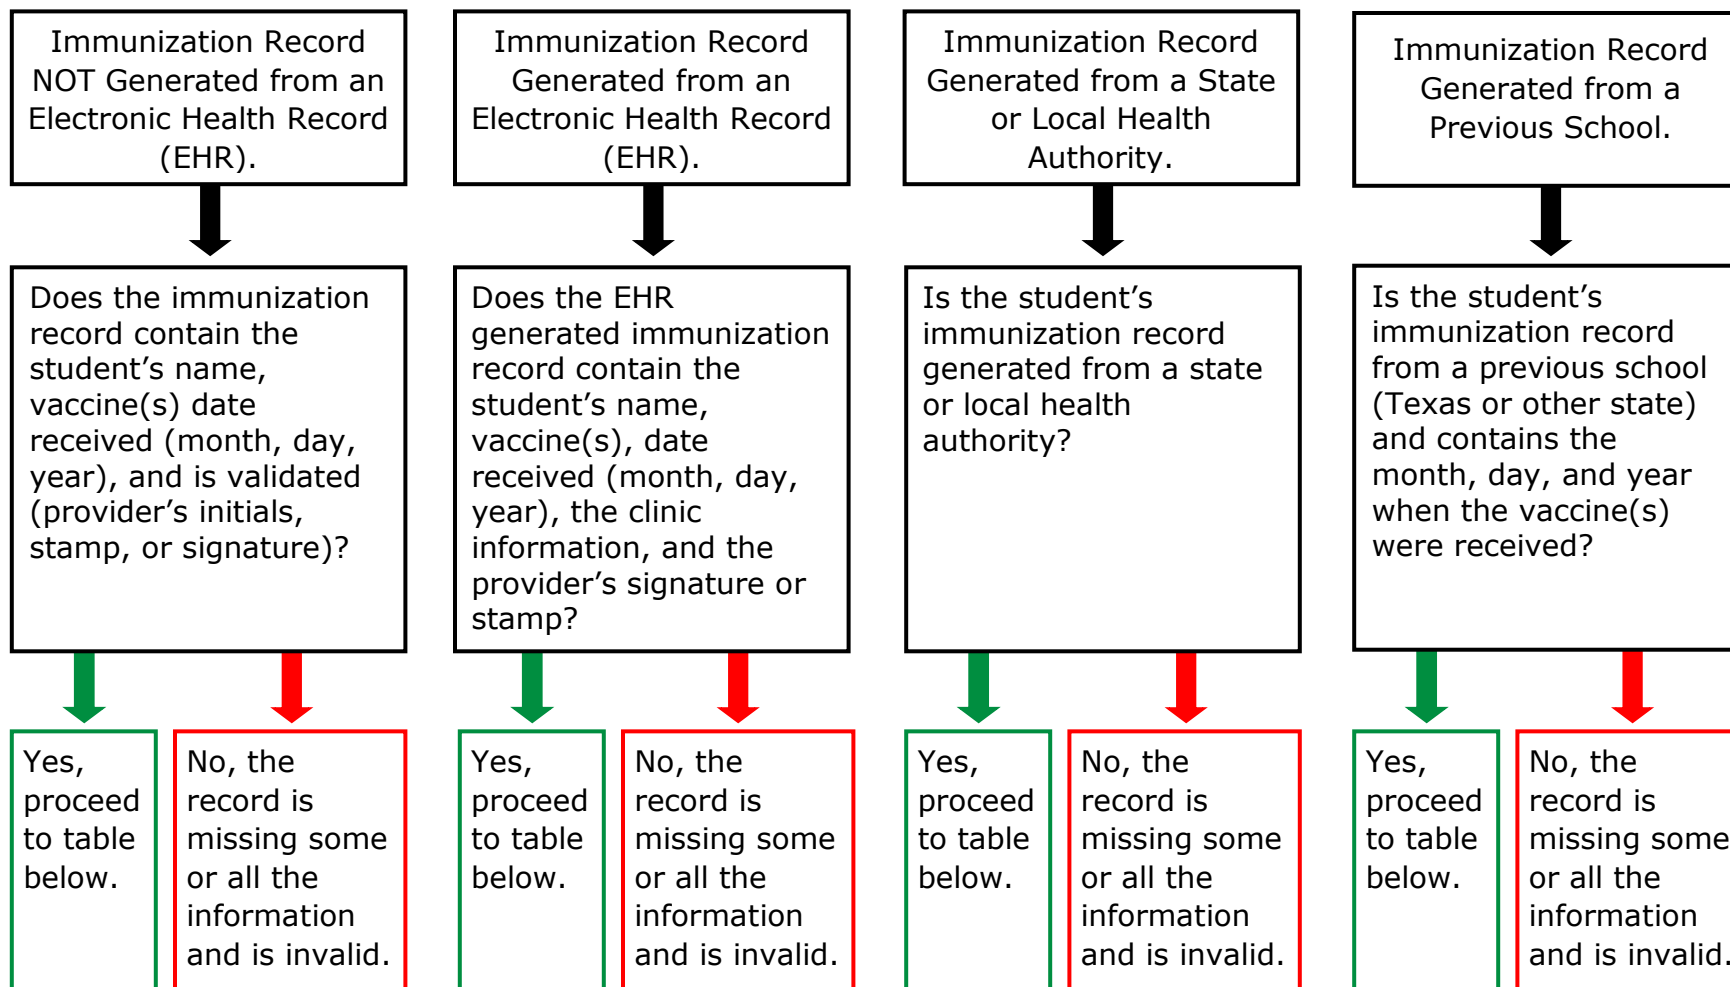 Immunization Record
NOT Generated from an
Electronic Health Record
(EHR).
Immunization Record
Generated from an
Electronic Health Record
(EHR).
Immunization Record
Generated from a State
or Local Health
Authority.
Immunization Record
Generated from a
Previous School.
Does the immunization
record contain the
student’s name,
vaccine(s) date
received (month, day,
year), and is validated
(provider’s initials,
stamp, or signature)?
Does the EHR
generated immunization
record contain the
student’s name,
vaccine(s), date
received (month, day,
year), the clinic
information, and the
provider’s signature or
stamp?
Is the student’s
immunization record
generated from a state
or local health
authority?
Is the student’s
immunization record
from a previous school
(Texas or other state)
and contains the
month, day, and year
when the vaccine(s)
were received?
Yes,
proceed
to table
below.
No, the
record is
missing some
or all the
information
and is invalid.
Yes,
proceed
to table
below.
No, the
record is
missing some
or all the
information
and is invalid.
Yes,
proceed
to table
below.
No, the
record is
missing some
or all the
information
and is invalid.
Yes,
proceed
to table
below.
No, the
record is
missing some
or all the
information
and is invalid.